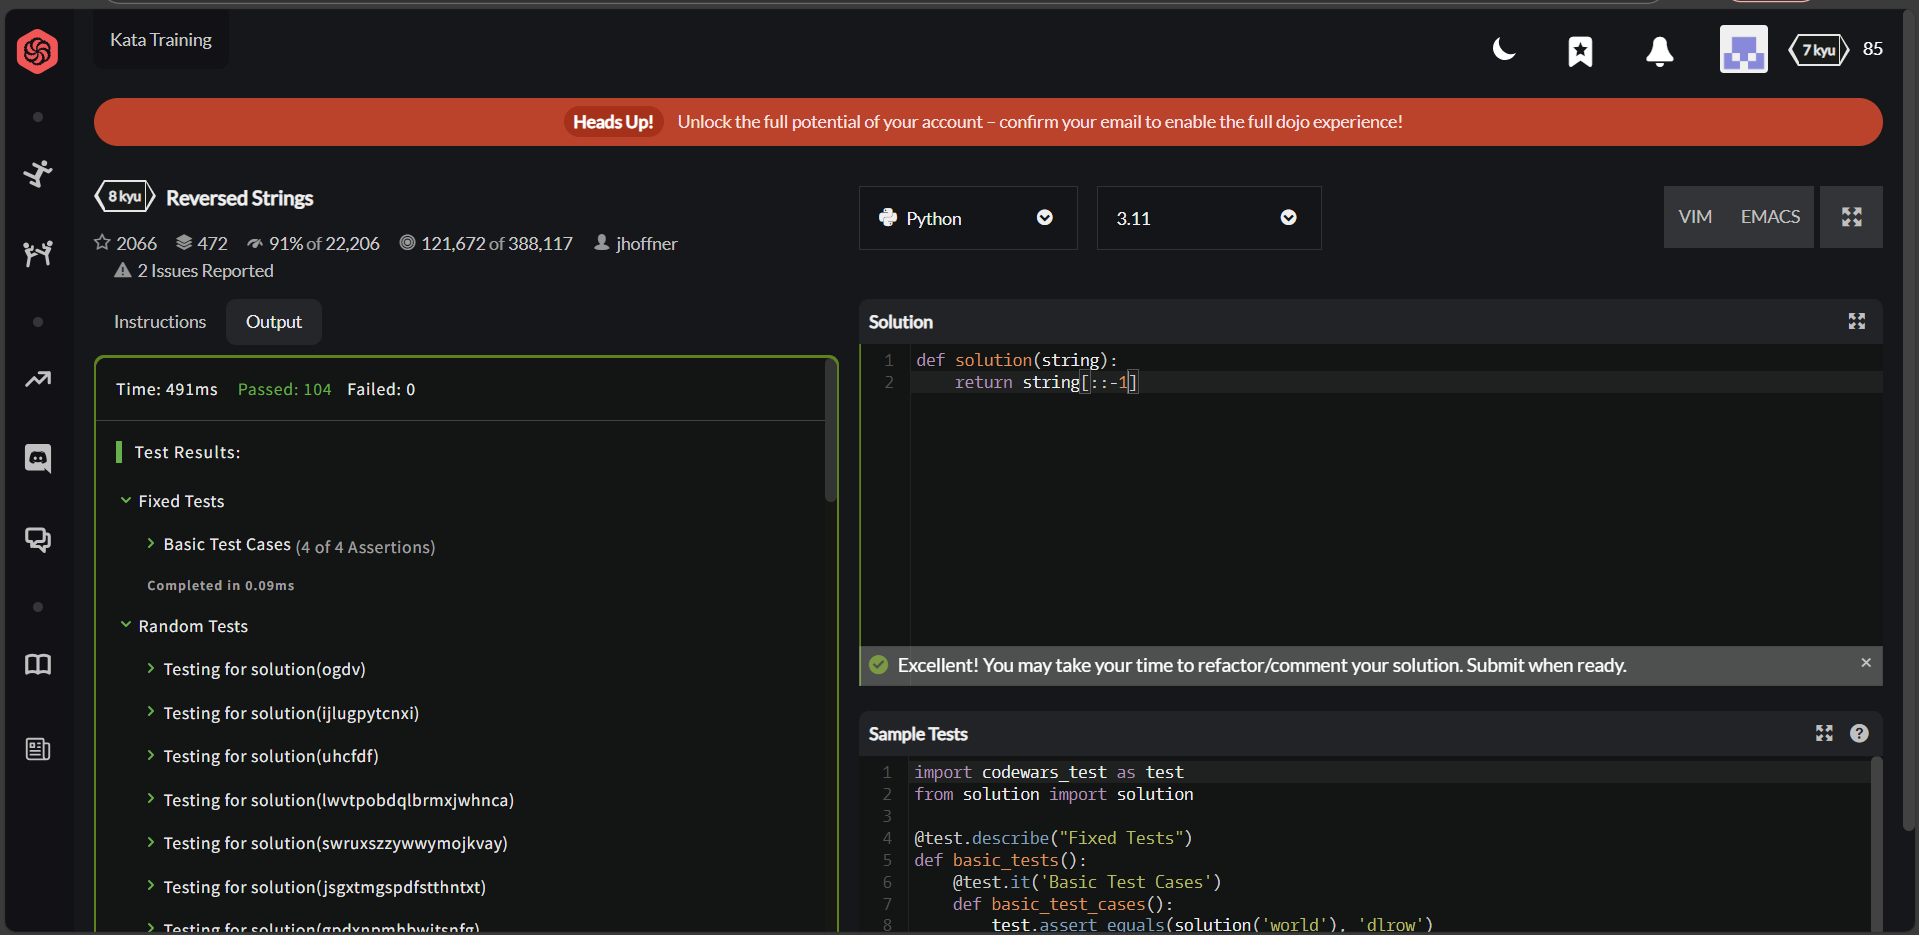 Kata Training
7 kyu 85
Heads Up! Unlock the full potential of your account – confirm your email to enable the full dojo experience!
8 kyu Reversed Strings
2066 472 91% of 22,206 121,672 of 388,117 jhoffner
2 Issues Reported
Python
3.11
VIM EMACS
Instructions Output
Time: 491ms Passed: 104 Failed: 0
Test Results:
Fixed Tests
Basic Test Cases (4 of 4 Assertions)
Completed in 0.09ms
Random Tests
Testing for solution(ogdv)
Testing for solution(ijlugpytcnxi)
Testing for solution(uhcfdf)
Testing for solution(lwvtpobdqlbrmxjwhnca)
Testing for solution(swruxszzywwymojkvay)
Testing for solution(jsgxtmgspdfstthntxt)
Testing for solution(gpdxnpmhbwitsnfg)
Solution
1 def solution(string):
2     return string[::-1]
Excellent! You may take your time to refactor/comment your solution. Submit when ready.
Sample Tests
1 import codewars_test as test
2 from solution import solution
3
4 @test.describe("Fixed Tests")
5 def basic_tests():
6     @test.it('Basic Test Cases')
7     def basic_test_cases():
8         test.assert_equals(solution('world'), 'dlrow')